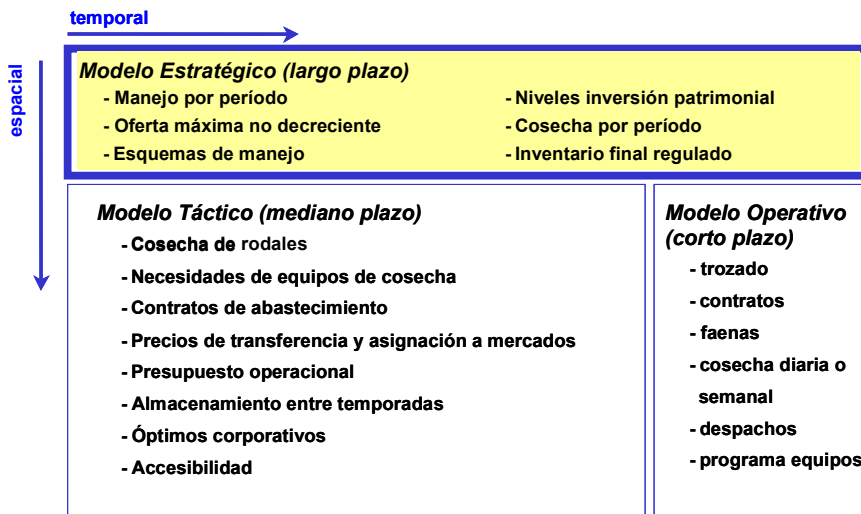 temporal
espacial
Modelo Estratégico (largo plazo)
- Manejo por período
- Oferta máxima no decreciente
- Esquemas de manejo
- Niveles inversión patrimonial
- Cosecha por período
- Inventario final regulado
Modelo Táctico (mediano plazo)
- Cosecha de rodales
- Necesidades de equipos de cosecha
- Contratos de abastecimiento
- Precios de transferencia y asignación a mercados
- Presupuesto operacional
- Almacenamiento entre temporadas
- Óptimos corporativos
- Accesibilidad
Modelo Operativo
(corto plazo)
- trozado
- contratos
- faenas
- cosecha diaria o
semanal
- despachos
- programa equipos